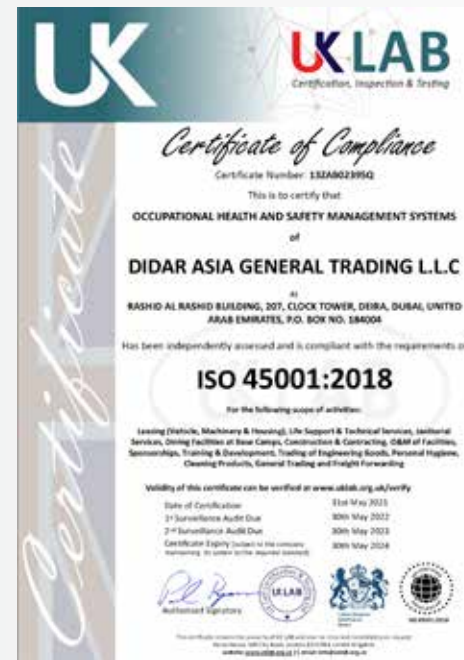 UK
UK LAB
Certification, Inspection & Testing
Certificate
Certificate of Compliance
Certificate Number:
This is to certify that
OCCUPATIONAL HEALTH AND SAFETY MANAGEMENT SYSTEMS
of
DIDAR ASIA GENERAL TRADING L.L.C
at
RASHID AL RASHID BUILDING, 207, CLOCK TOWER, DEIRA, DUBAI, UNITED
ARAB EMIRATES, P.O. BOX NO. 184004
Has been independently assessed and is compliant with the requirements o
ISO 45001:2018
For the following scope of activities:
Leasing (Vehicle, Machinery & Housing), Life Support & Technical Services, Janitorial
Services, Dining Facilities at Base Camps, Construction & Contracting, O&M of Facilities,
Sponsorships, Training & Development, Trading of Engineering Goods, Personal Hygiene,
Cleaning Products, General Trading and Freight Forwarding
Validity of this certificate can be verified at www.uklab.org.uk/verify
Date of Certification 31st May 2021
1st Surveillance Audit Due 30th May 2022
2nd Surveillance Audit Due 30th May 2023
Certificate Expiry 30th May 2024
Authorised Signatory
UK LAB